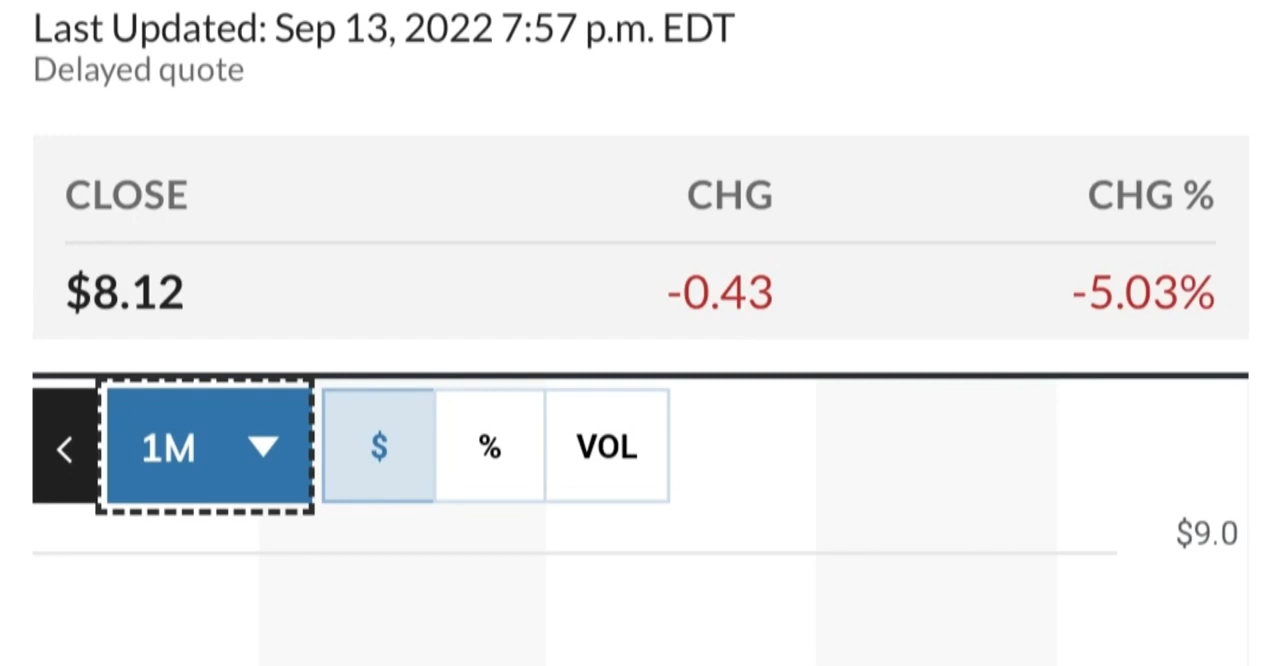 Last Updated: Sep 13, 2022 7:57 p.m. EDT
Delayed quote
CLOSE CHG CHG %
$8.12 -0.43 -5.03%
< 1M $ % VOL
$9.0